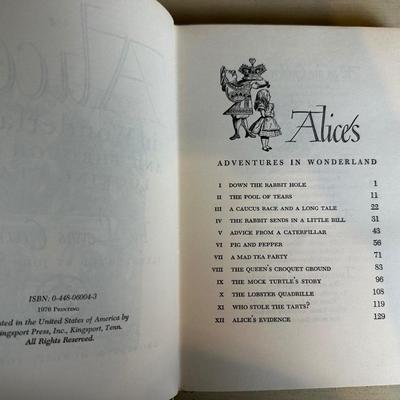 ISBN: 0-448-06004-3
1976 PRINTING
in the United States of America by
Kingsport Press, Inc., Kingsport, Tenn.
All Rights Reserved.
Alice's
ADVENTURES IN WONDERLAND
I DOWN THE RABBIT HOLE 1
II THE POOL OF TEARS 11
III A CAUCUS RACE AND A LONG TALE 22
IV THE RABBIT SENDS IN A LITTLE BILL 31
V ADVICE FROM A CATERPILLAR 43
VI PIG AND PEPPER 56
VII A MAD TEA PARTY 71
VIII THE QUEEN'S CROQUET GROUND 83
IX THE MOCK TURTLE'S STORY 96
X THE LOBSTER QUADRILLE 108
XI WHO STOLE THE TARTS? 119
XII ALICE'S EVIDENCE 129